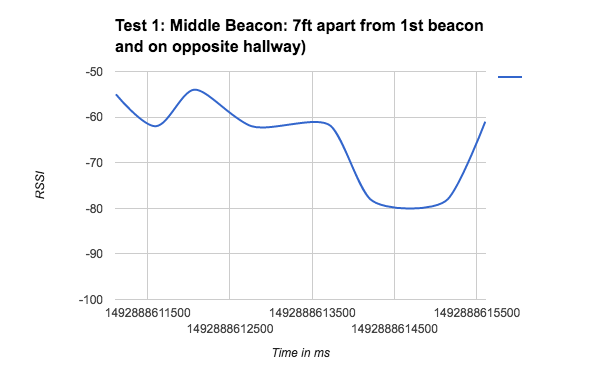 Test 1: Middle Beacon: 7ft apart from 1st beacon
and on opposite hallway)
-50
-60
-70
-80
-90
-100
RSSI
1492888611500 1492888613500 1492888615500
1492888612500 1492888614500
Time in ms